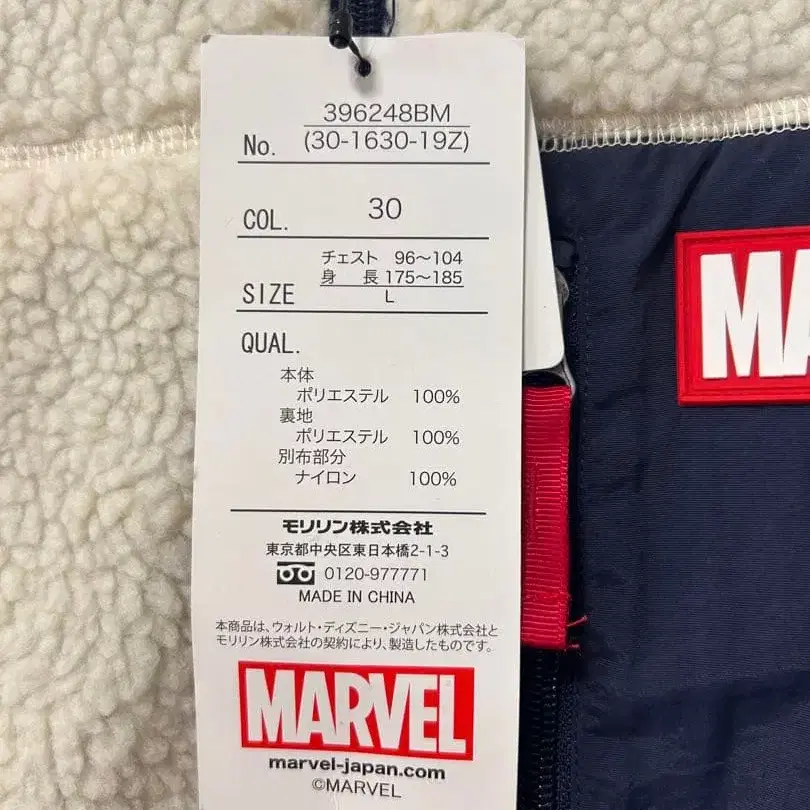 396248BM
No. (30-1630-19Z)
COL. 30
チェスト 96～104
身 長 175～185
SIZE L
QUAL.
本体
ポリエステル 100%
裏地
ポリエステル 100%
別布部分
ナイロン 100%
モリリン株式会社
東京都中央区東日本橋2-1-3
0120-977771
MADE IN CHINA
本商品は、ウォルト・ディズニー・ジャパン株式会社と
モリリン株式会社の契約により、製造したものです。
MARVEL
marvel-japan.com
©MARVEL
MA